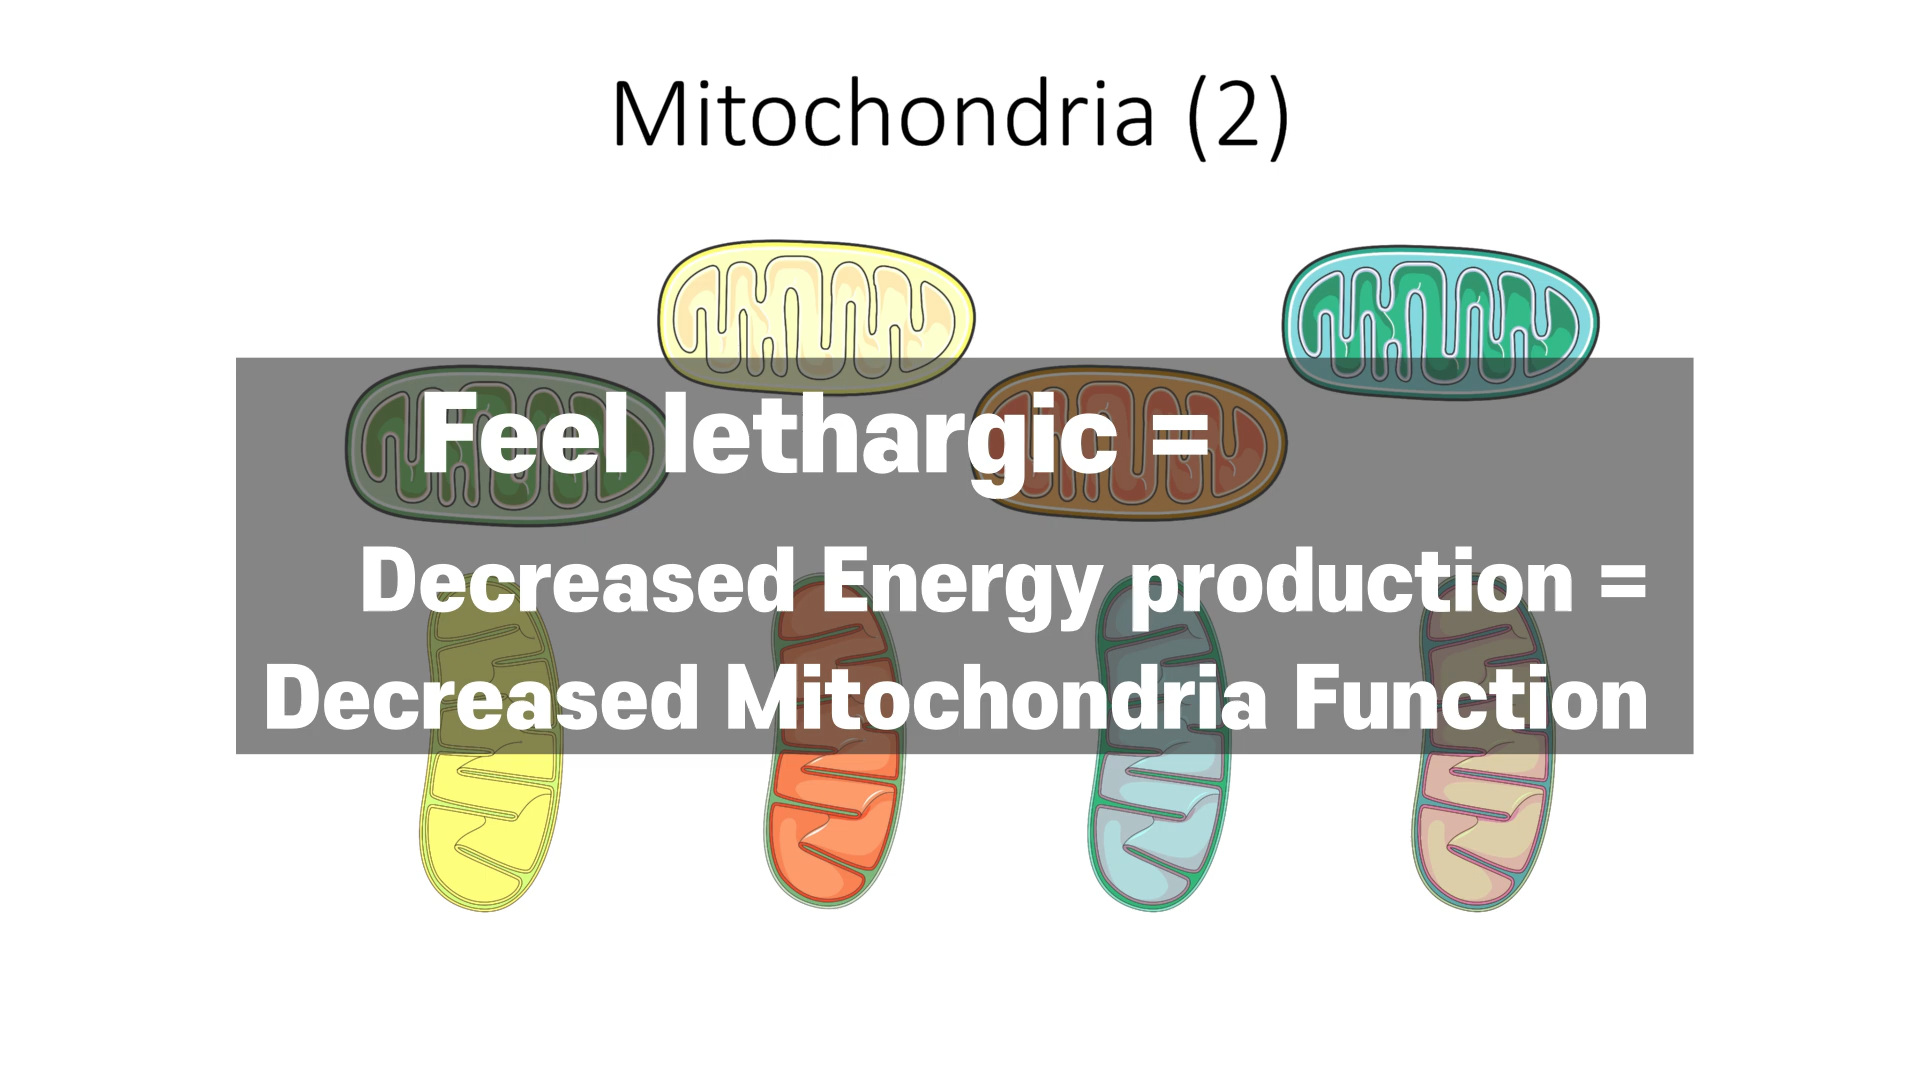 Mitochondria (2)
Feel lethargic =
Decreased Energy production =
Decreased Mitochondria Function